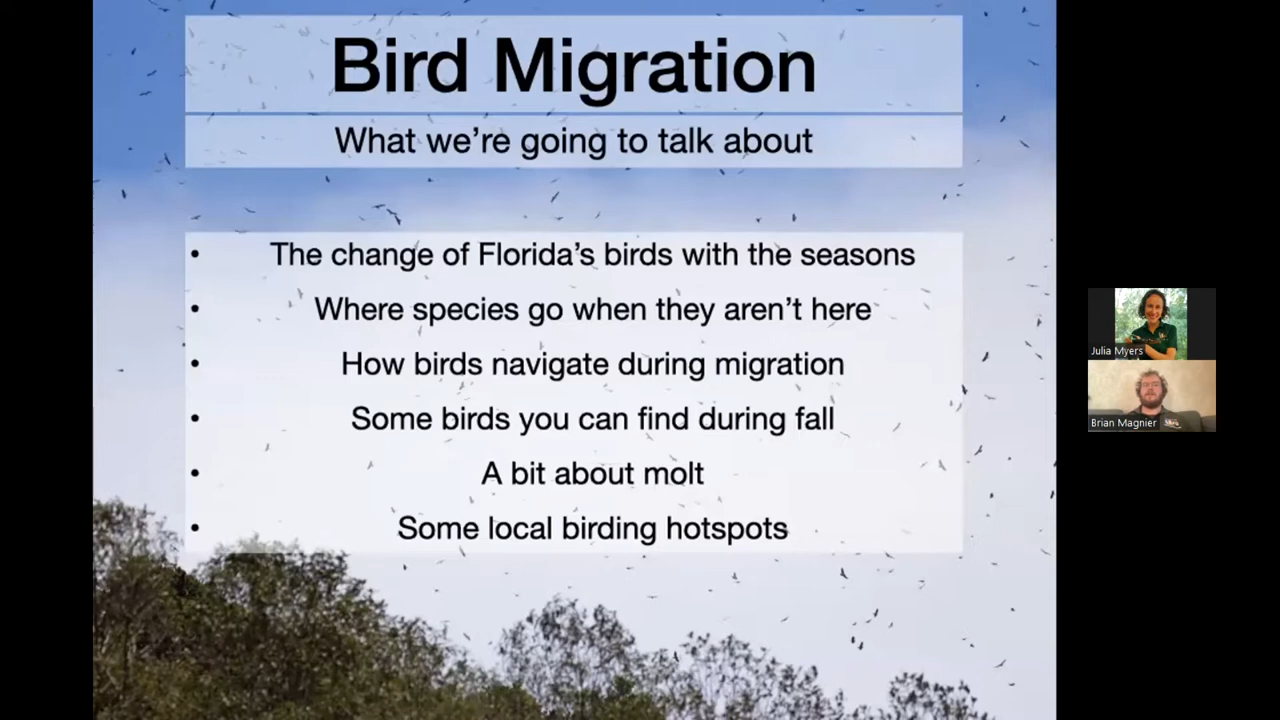 Bird Migration
What we're going to talk about
• The change of Florida's birds with the seasons
• Where species go when they aren't here
• How birds navigate during migration
• Some birds you can find during fall
• A bit about molt
• Some local birding hotspots
Julia Myers
Brian Magnier